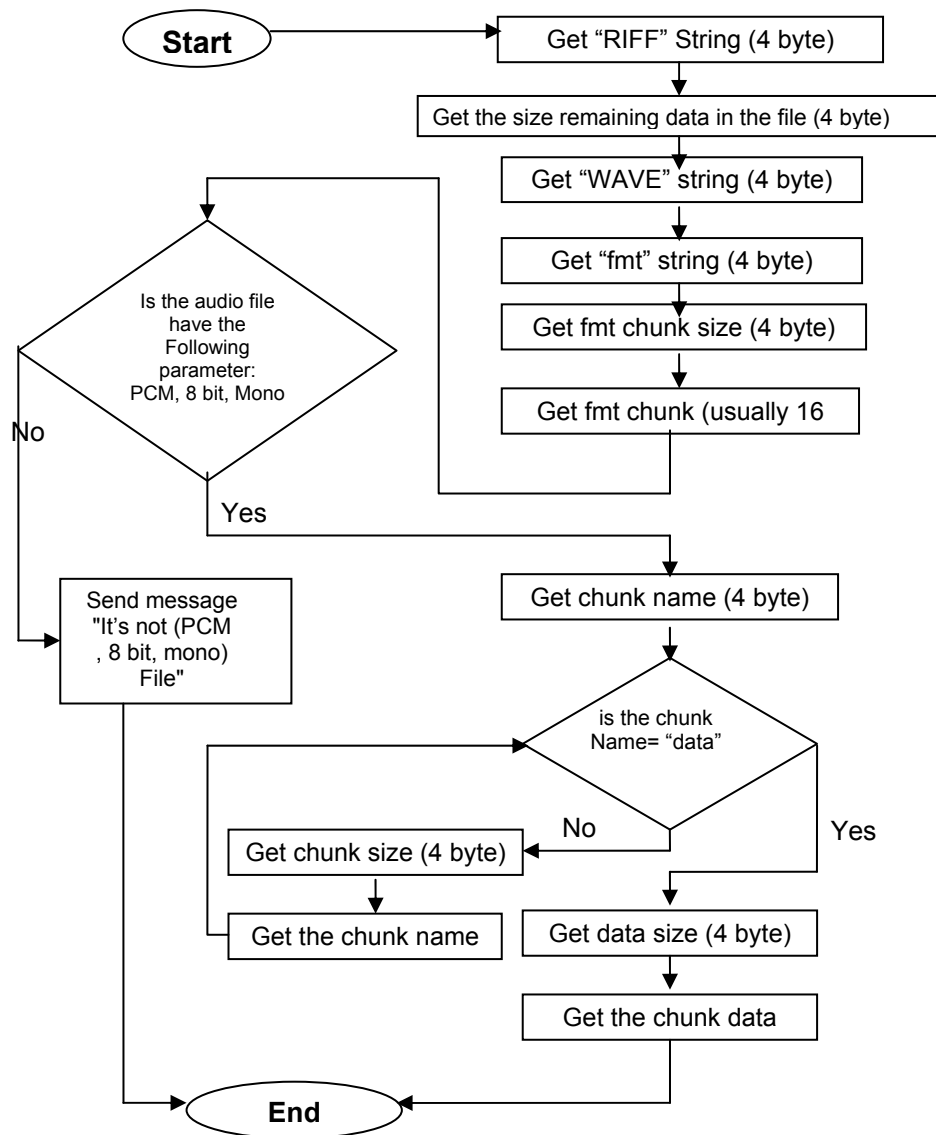 Start
Get “RIFF” String (4 byte)
Get the size remaining data in the file (4 byte)
Get “WAVE” string (4 byte)
Get “fmt” string (4 byte)
Get fmt chunk size (4 byte)
Get fmt chunk (usually 16
Is the audio file
have the
Following
parameter:
PCM, 8 bit, Mono
No
Yes
Send message
"It’s not (PCM
, 8 bit, mono)
File"
Get chunk name (4 byte)
is the chunk
Name= “data”
No
Yes
Get chunk size (4 byte)
Get the chunk name
Get data size (4 byte)
Get the chunk data
End